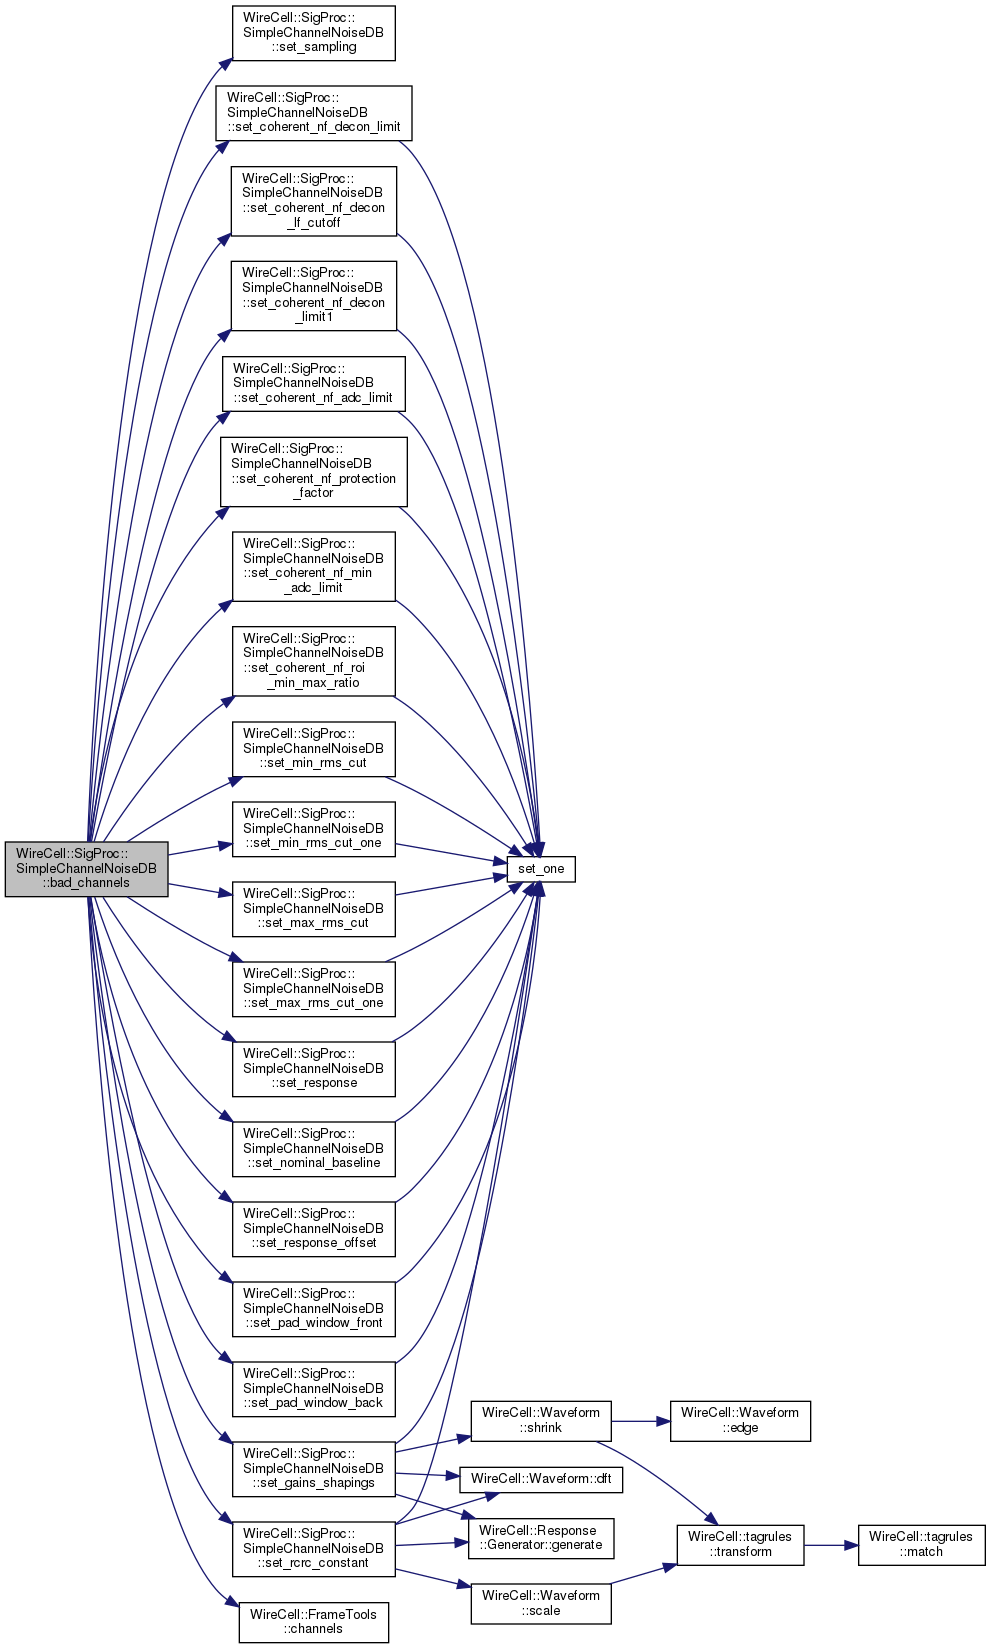 WireCell::SigProc::
SimpleChannelNoiseDB
::set_sampling
WireCell::SigProc::
SimpleChannelNoiseDB
::set_coherent_nf_decon_limit
WireCell::SigProc::
SimpleChannelNoiseDB
::set_coherent_nf_decon
_lf_cutoff
WireCell::SigProc::
SimpleChannelNoiseDB
::set_coherent_nf_decon
_limit1
WireCell::SigProc::
SimpleChannelNoiseDB
::set_coherent_nf_adc_limit
WireCell::SigProc::
SimpleChannelNoiseDB
::set_coherent_nf_protection
_factor
WireCell::SigProc::
SimpleChannelNoiseDB
::set_coherent_nf_min
_adc_limit
WireCell::SigProc::
SimpleChannelNoiseDB
::set_coherent_nf_roi
_min_max_ratio
WireCell::SigProc::
SimpleChannelNoiseDB
::set_min_rms_cut
WireCell::SigProc::
SimpleChannelNoiseDB
::set_min_rms_cut_one
WireCell::SigProc::
SimpleChannelNoiseDB
::bad_channels
set_one
WireCell::SigProc::
SimpleChannelNoiseDB
::set_max_rms_cut
WireCell::SigProc::
SimpleChannelNoiseDB
::set_max_rms_cut_one
WireCell::SigProc::
SimpleChannelNoiseDB
::set_response
WireCell::SigProc::
SimpleChannelNoiseDB
::set_nominal_baseline
WireCell::SigProc::
SimpleChannelNoiseDB
::set_response_offset
WireCell::SigProc::
SimpleChannelNoiseDB
::set_pad_window_front
WireCell::SigProc::
SimpleChannelNoiseDB
::set_pad_window_back
WireCell::SigProc::
SimpleChannelNoiseDB
::set_gains_shapings
WireCell::Waveform
::shrink
WireCell::Waveform
::edge
WireCell::Waveform::dft
WireCell::Response
::Generator::generate
WireCell::SigProc::
SimpleChannelNoiseDB
::set_rcrc_constant
WireCell::tagrules
::transform
WireCell::tagrules
::match
WireCell::Waveform
::scale
WireCell::FrameTools
::channels